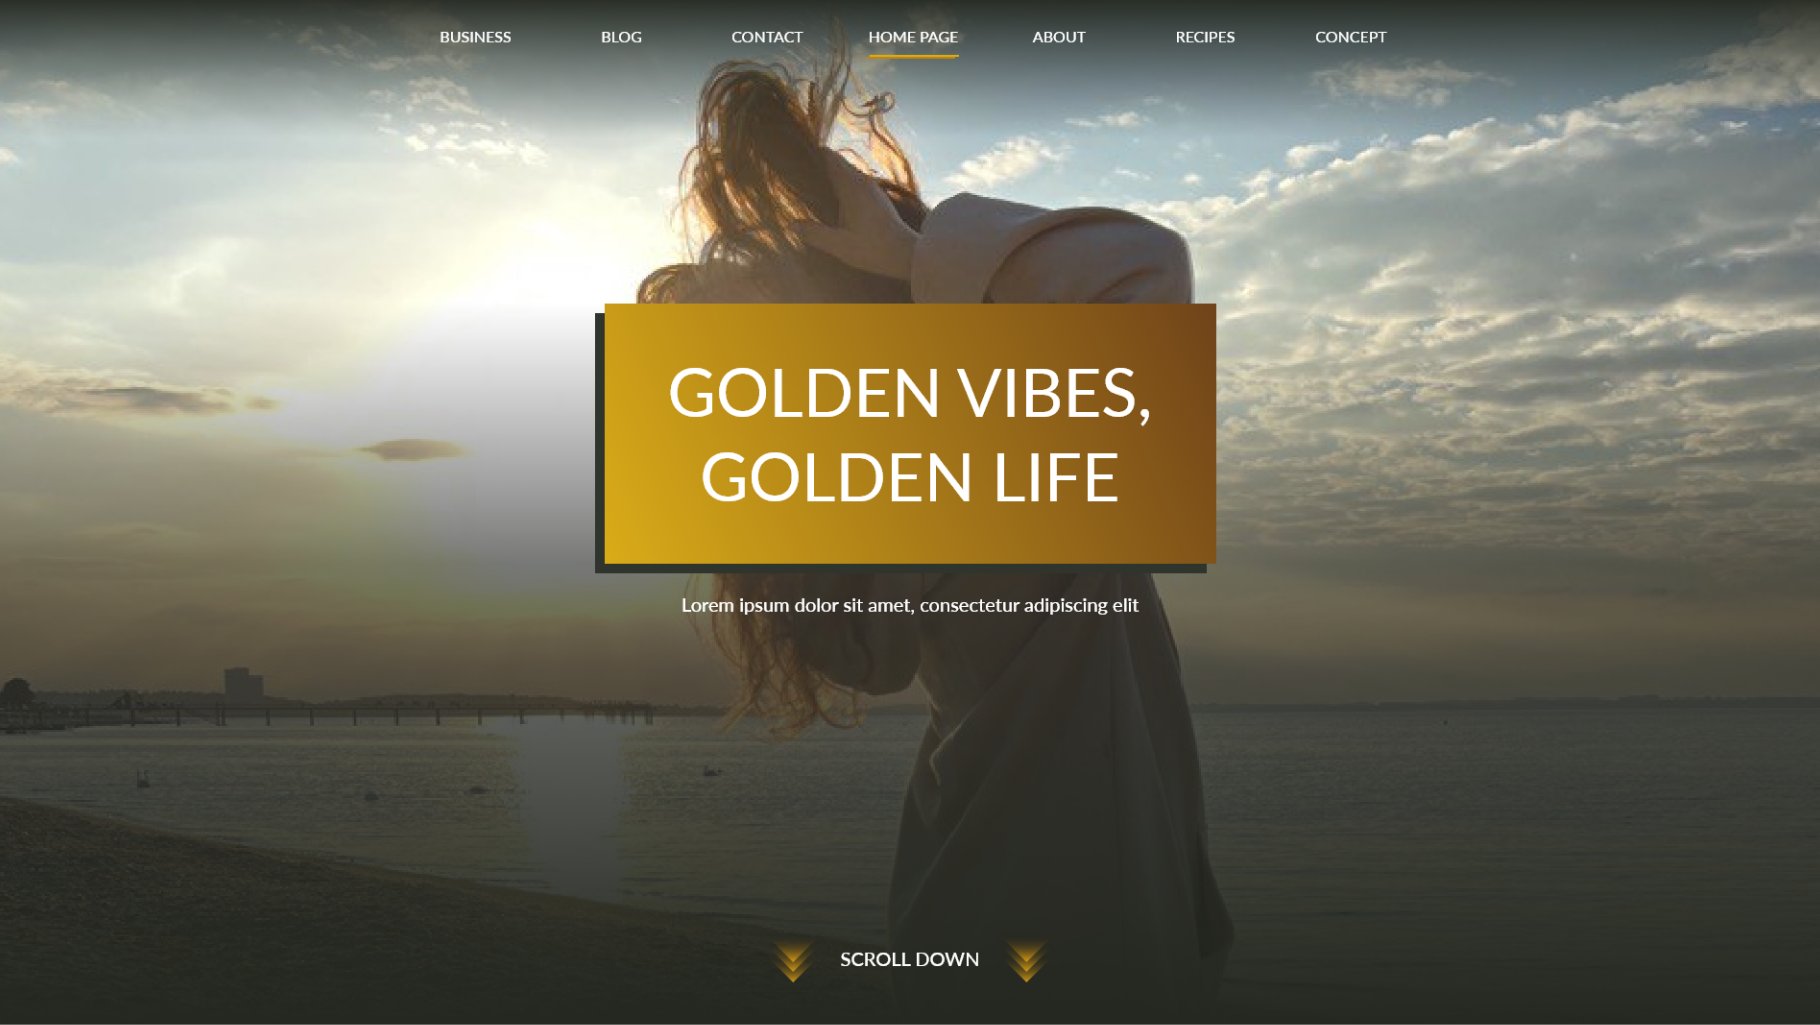 BUSINESS BLOG CONTACT HOME PAGE ABOUT RECIPES CONCEPT
GOLDEN VIBES,
GOLDEN LIFE
Lorem ipsum dolor sit amet, consectetur adipiscing elit
SCROLL DOWN